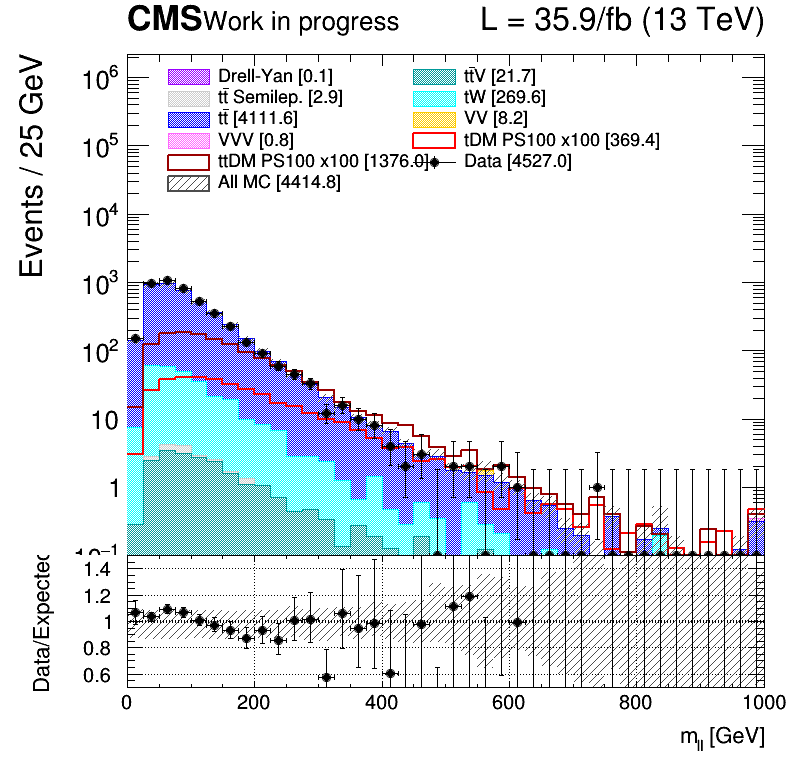 CMS Work in progress L = 35.9/fb (13 TeV)
Events / 25 GeV
Drell-Yan [0.1] tt̄V [21.7]
tt̄ Semilep. [2.9] tW [269.6]
tt̄ [4111.6] VV [8.2]
VVV [0.8] tDM PS100 x100 [369.4]
ttDM PS100 x100 [1376.0] Data [4527.0]
All MC [4414.8]
10⁶
10⁵
10⁴
10³
10²
10
1
10⁻¹
Data/Expected
1.4
1.2
1
0.8
0.6
0 200 400 600 800 1000
m_ll [GeV]